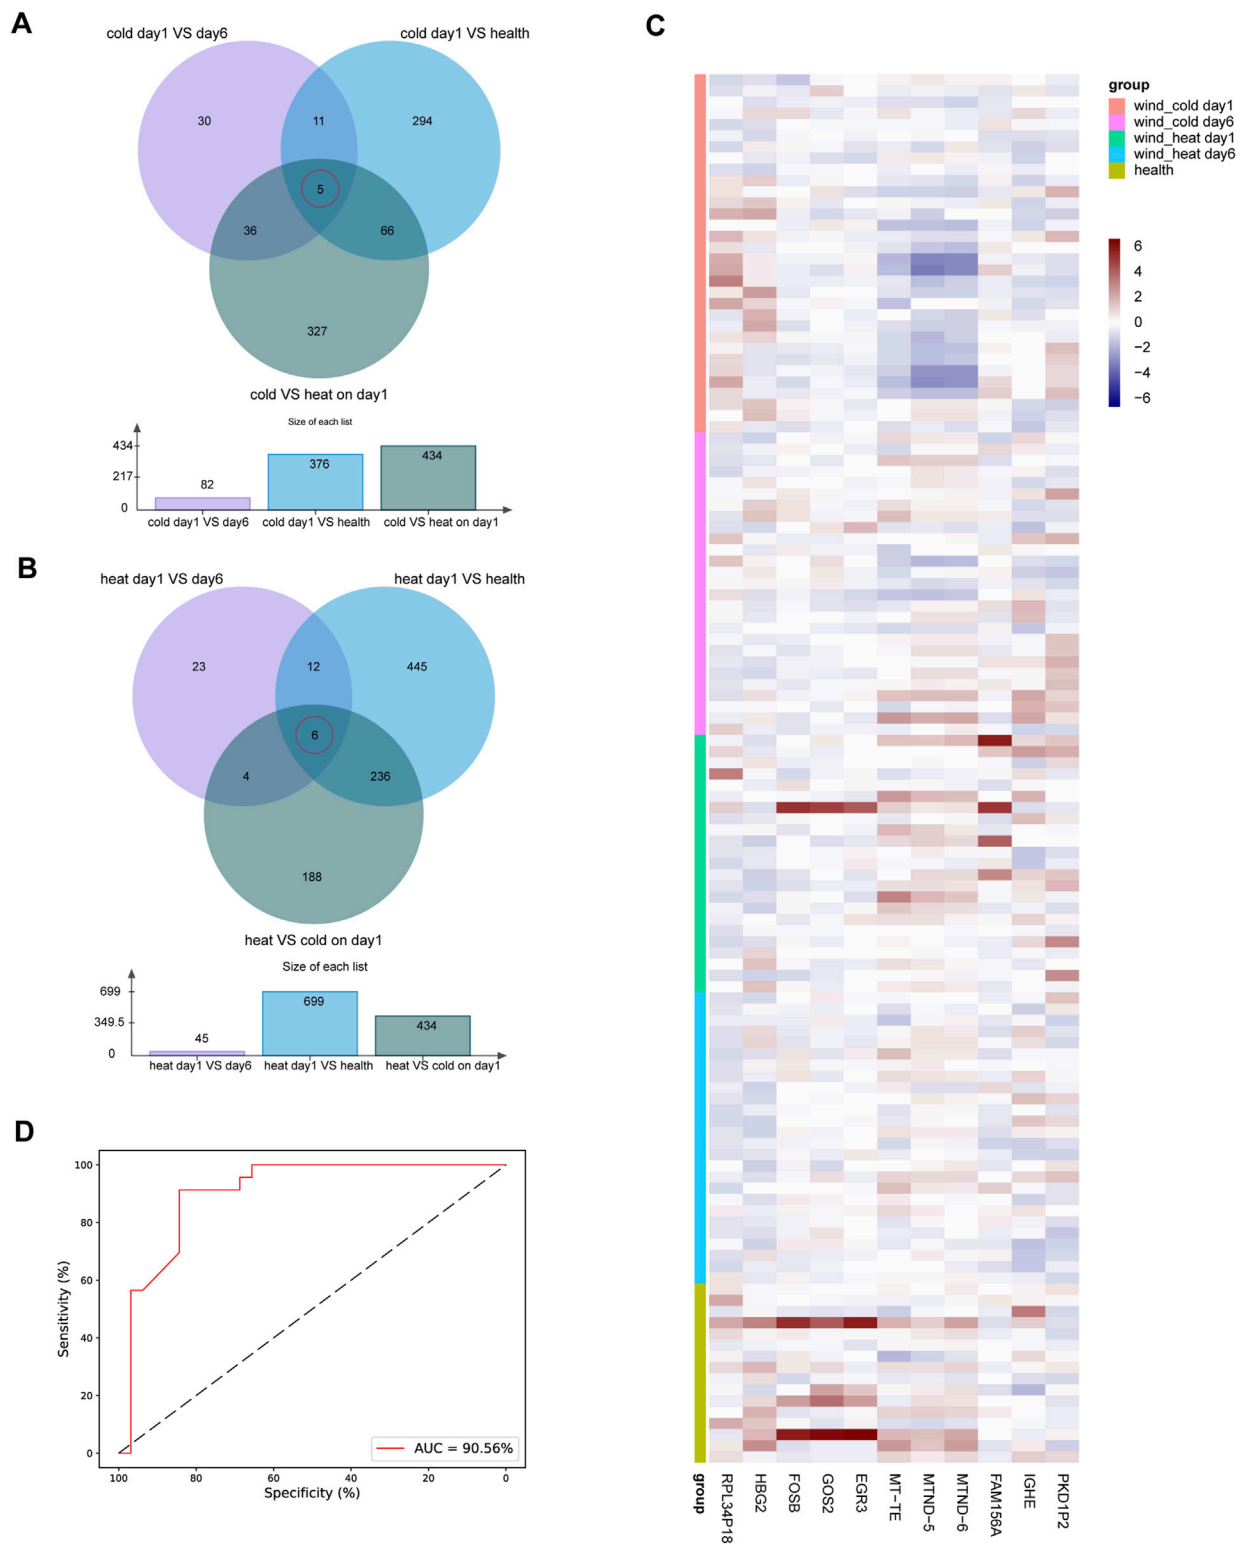 A
cold day1 VS day6
cold day1 VS health
30
11
294
5
36
66
327
cold VS heat on day1
Size of each list
434
217
0
82
376
434
cold day1 VS day6
cold day1 VS health
cold VS heat on day1
B
heat day1 VS day6
heat day1 VS health
23
12
445
6
4
236
188
heat VS cold on day1
Size of each list
699
349.5
0
45
699
434
heat day1 VS day6
heat day1 VS health
heat VS cold on day1
C
group
wind_cold day1
wind_cold day6
wind_heat day1
wind_heat day6
health
6
4
2
0
−2
−4
−6
group
RPL34P18
HBG2
FOSB
GOS2
EGR3
MT−TE
MTND−5
MTND−6
FAM156A
IGHE
PKD1P2
D
100
80
60
40
20
0
Sensitivity (%)
100
80
60
40
20
0
Specificity (%)
AUC = 90.56%